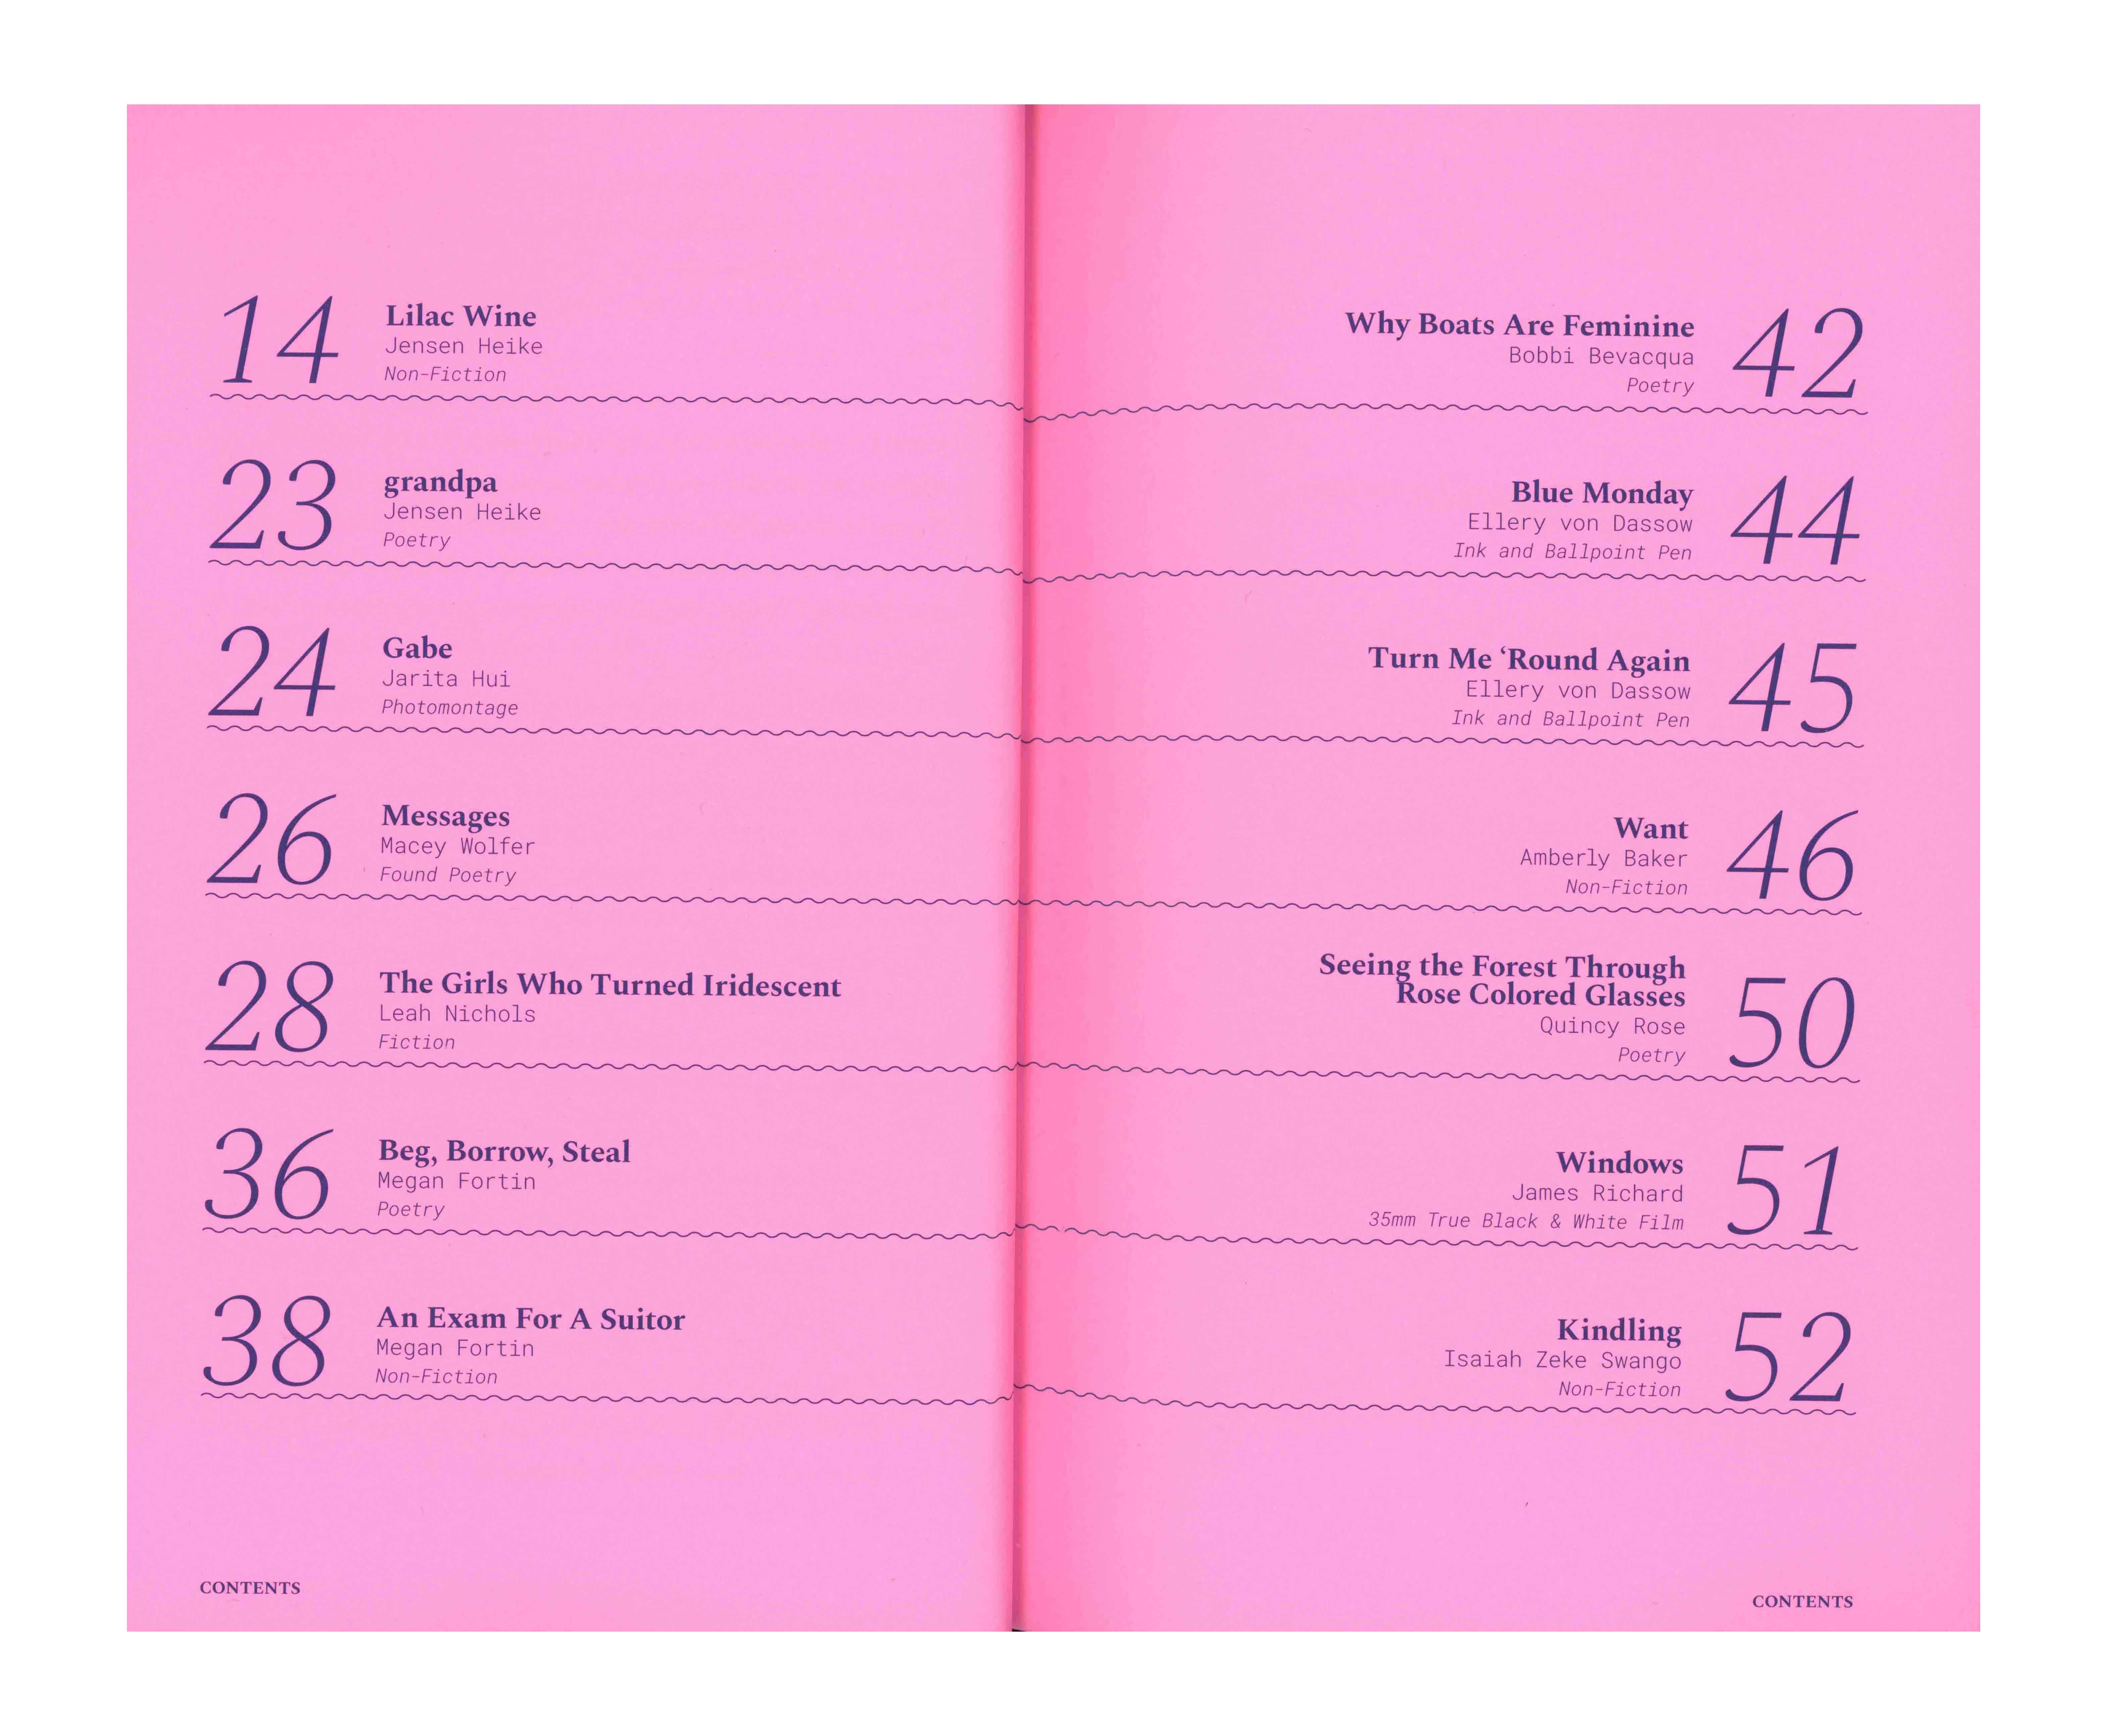 14
Lilac Wine
Jensen Heike
Non-Fiction
23
grandpa
Jensen Heike
Poetry
24
Gabe
Jarita Hui
Photomontage
26
Messages
Macey Wolfer
Found Poetry
28
The Girls Who Turned Iridescent
Leah Nichols
Fiction
36
Beg, Borrow, Steal
Megan Fortin
Poetry
38
An Exam For A Suitor
Megan Fortin
Non-Fiction
CONTENTS
Why Boats Are Feminine
Bobbi Bevacqua
Poetry
42
Blue Monday
Ellery von Dassow
Ink and Ballpoint Pen
44
Turn Me ‘Round Again
Ellery von Dassow
Ink and Ballpoint Pen
45
Want
Amberly Baker
Non-Fiction
46
Seeing the Forest Through
Rose Colored Glasses
Quincy Rose
Poetry
50
Windows
James Richard
35mm True Black & White Film
51
Kindling
Isaiah Zeke Swango
Non-Fiction
52
CONTENTS